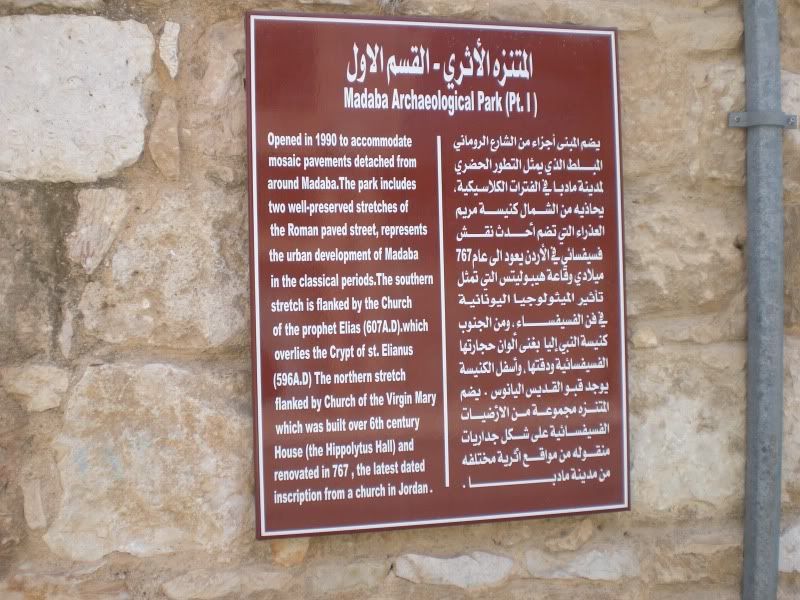 المتنزه الأثري - القسم الاول
Madaba Archaeological Park (Pt. I )
Opened in 1990 to accommodate
mosaic pavements detached from
around Madaba.The park includes
two well-preserved stretches of
the Roman paved street, represents
the urban development of Madaba
in the classical periods.The southern
stretch is flanked by the Church
of the prophet Elias (607A.D).which
overlies the Crypt of st. Elianus
(596A.D) The northern stretch
flanked by Church of the Virgin Mary
which was built over 6th century
House (the Hippolytus Hall) and
renovated in 767 , the latest dated
inscription from a church in Jordan .
يضم المبنى أجزاء من الشارع الروماني
المبلط الذي يمثل التطور الحضري
لمدينة مادبا في الفترات الكلاسيكية.
يحاذيه من الشمال كنيسة مريم
العذراء التي تضم أحدث نقش
فسيفسائي في الأردن يعود الى عام 767
ميلادي وقاعة هيبوليتس التي تمثل
تأثير الميثولوجيا اليونانية
في فن الفسيفساء ، ومن الجنوب
كنيسة النبي إليا بغنى ألوان حجارتها
الفسيفسائية ودقتها، وأسفل الكنيسة
يوجد قبو القديس اليانوس . يضم
المتنزه مجموعة من الارضيات
الفسيفسائية على شكل جداريات
منقوله من مواقع أثرية مختلفه
من مدينة مادبا .